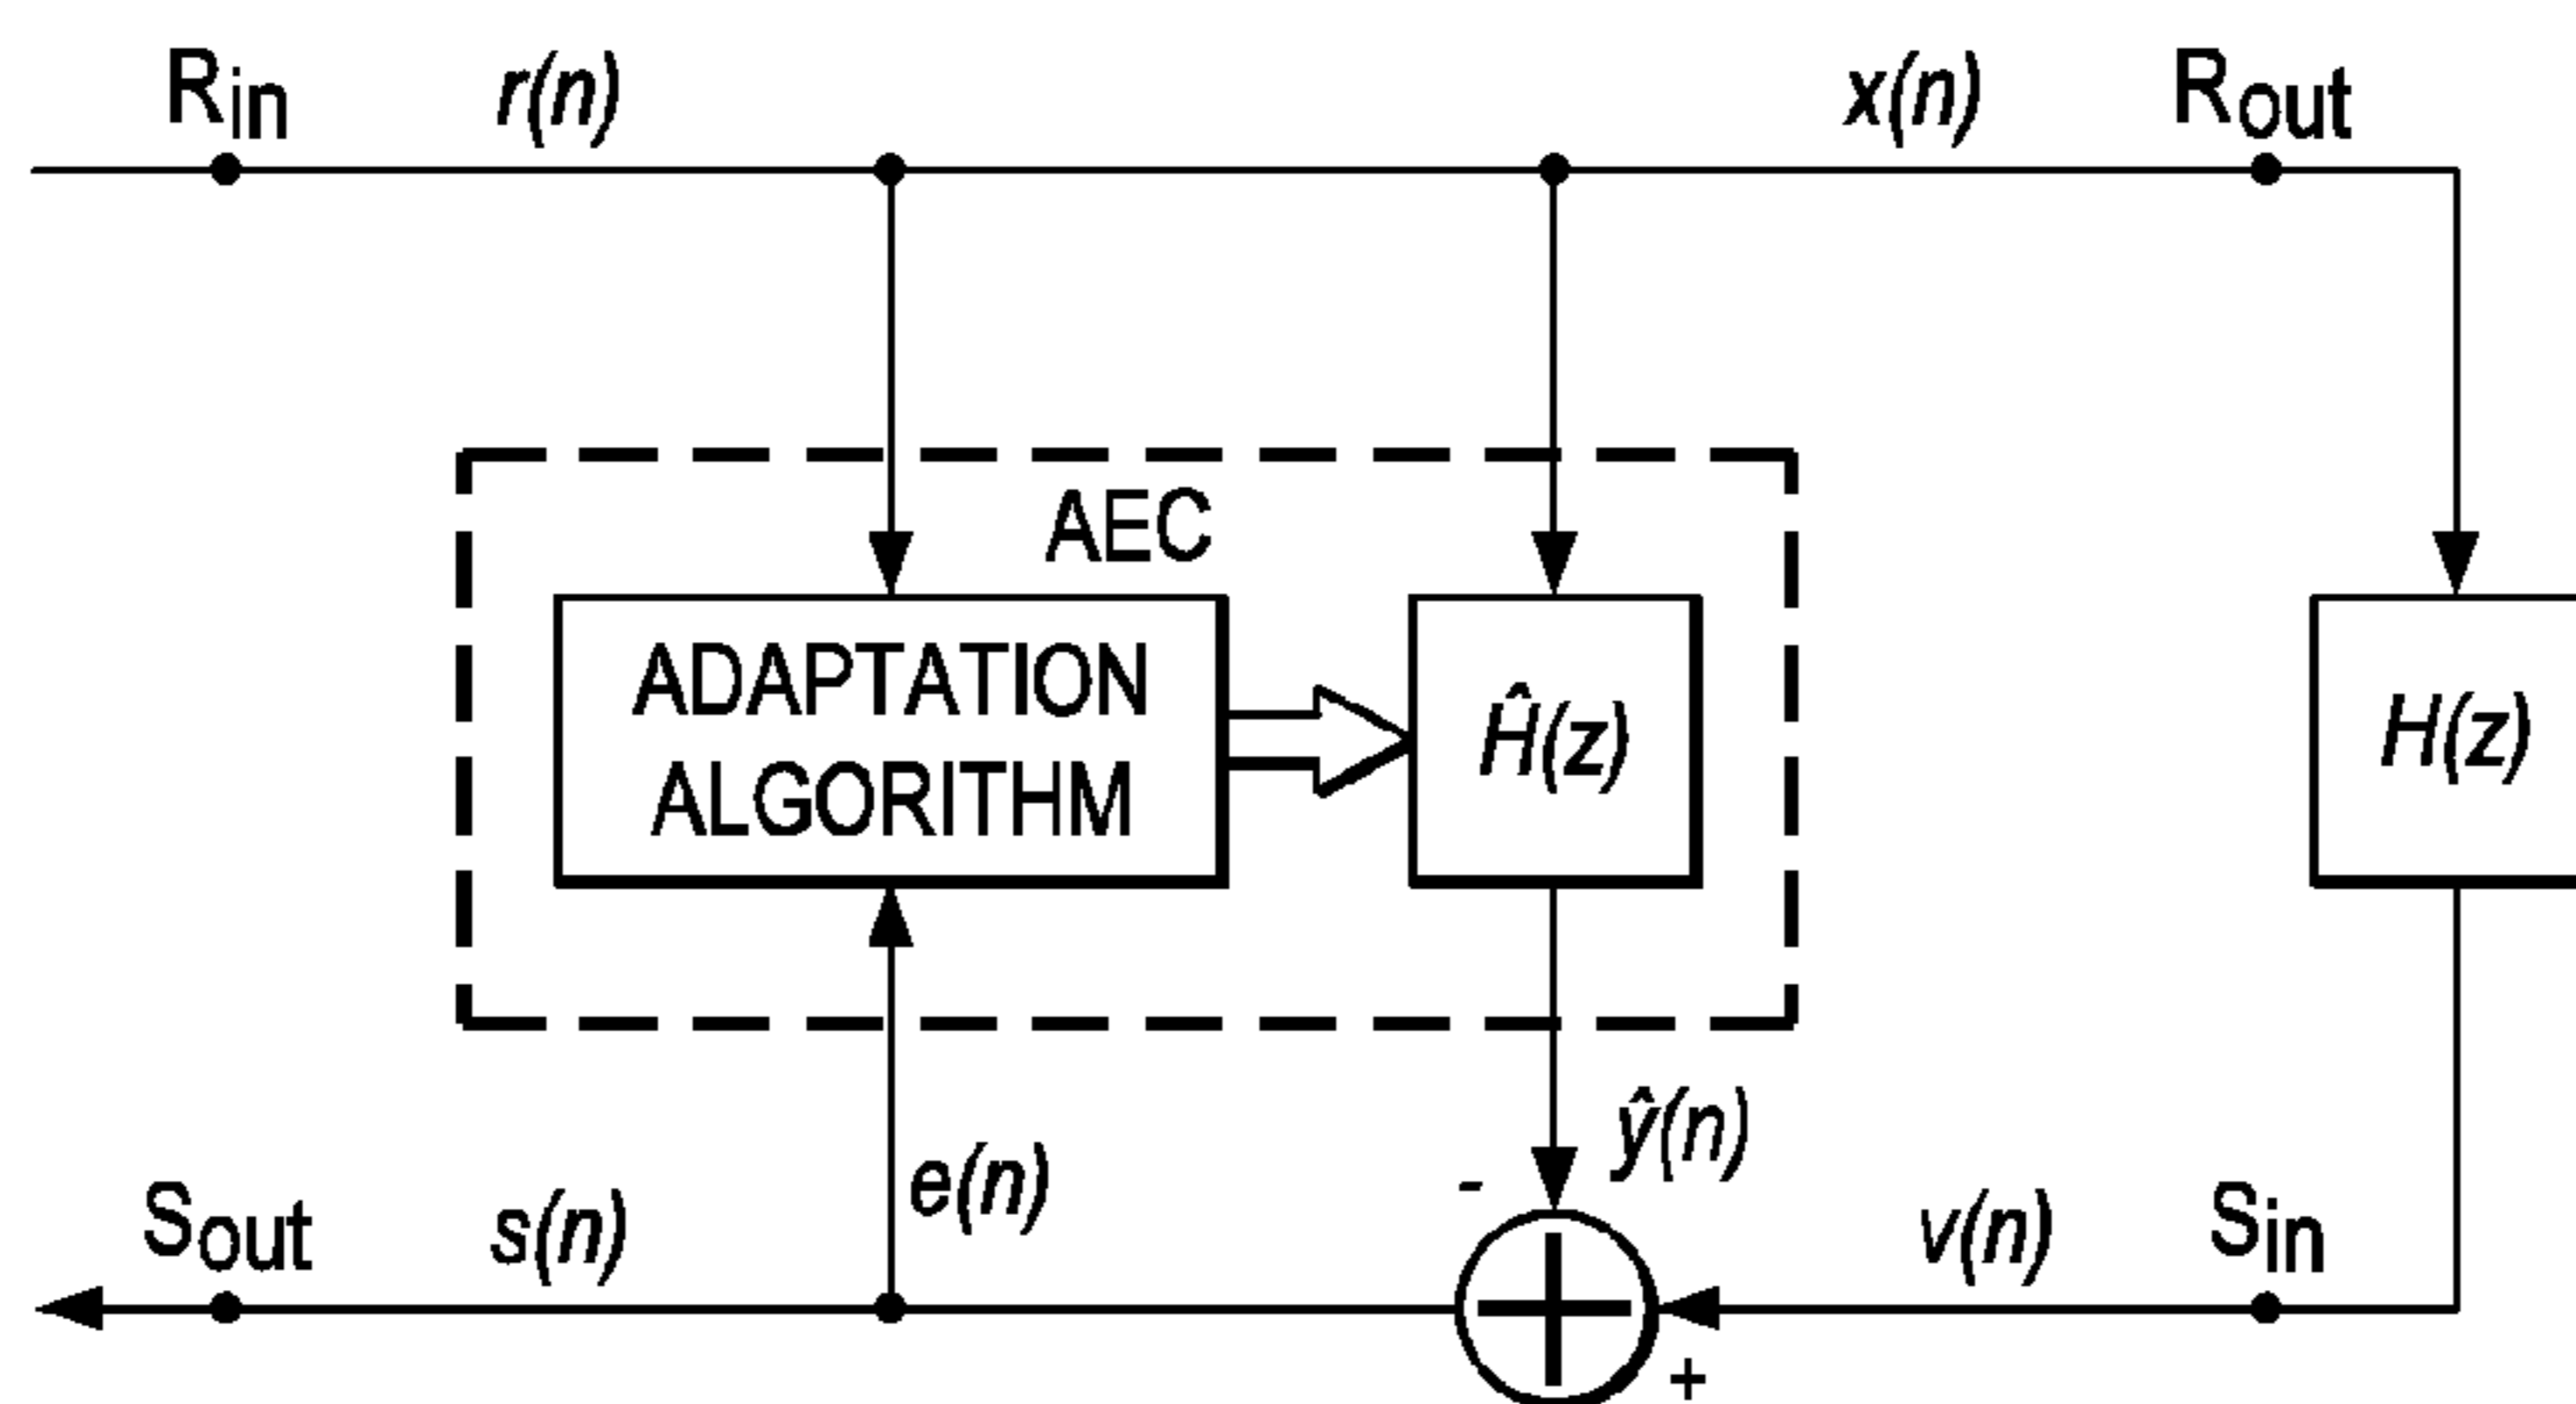 Rin r(n) x(n) Rout
AEC
ADAPTATION
ALGORITHM
Ĥ(z)
H(z)
ŷ(n)
-
Sout s(n) e(n) v(n) Sin
+